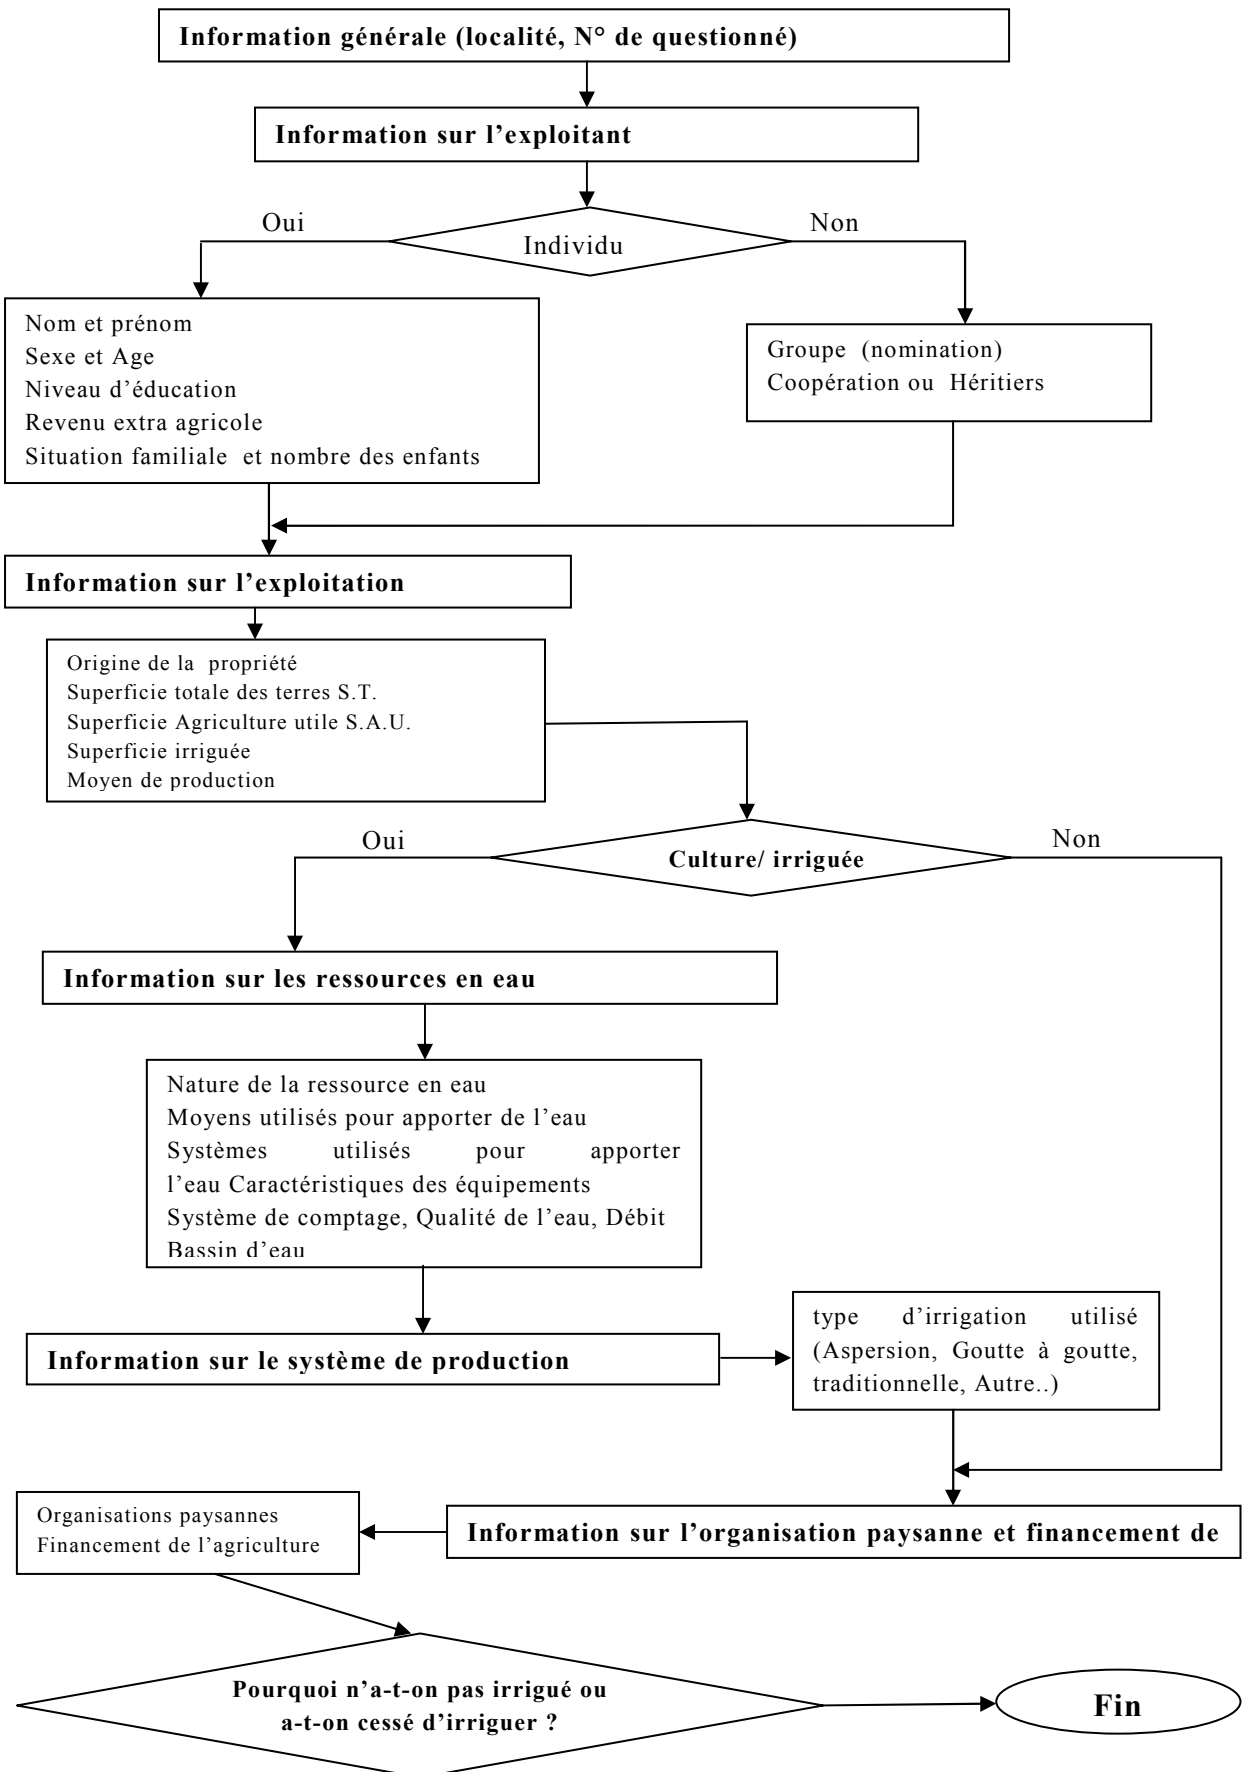 Information générale (localité, N° de questionné)
Information sur l’exploitant
Oui
Individu
Non
Nom et prénom
Sexe et Age
Niveau d’éducation
Revenu extra agricole
Situation familiale et nombre des enfants
Groupe (nomination)
Coopération ou Héritiers
Information sur l’exploitation
Origine de la propriété
Superficie totale des terres S.T.
Superficie Agriculture utile S.A.U.
Superficie irriguée
Moyen de production
Oui
Culture/ irriguée
Non
Information sur les ressources en eau
Nature de la ressource en eau
Moyens utilisés pour apporter de l’eau
Systèmes utilisés pour apporter
l’eau Caractéristiques des équipements
Système de comptage, Qualité de l’eau, Débit
Bassin d’eau
Information sur le système de production
type d’irrigation utilisé
(Aspersion, Goutte à goutte,
traditionnelle, Autre..)
Organisations paysannes
Financement de l’agriculture
Information sur l’organisation paysanne et financement de
Pourquoi n’a-t-on pas irrigué ou
a-t-on cessé d’irriguer ?
Fin